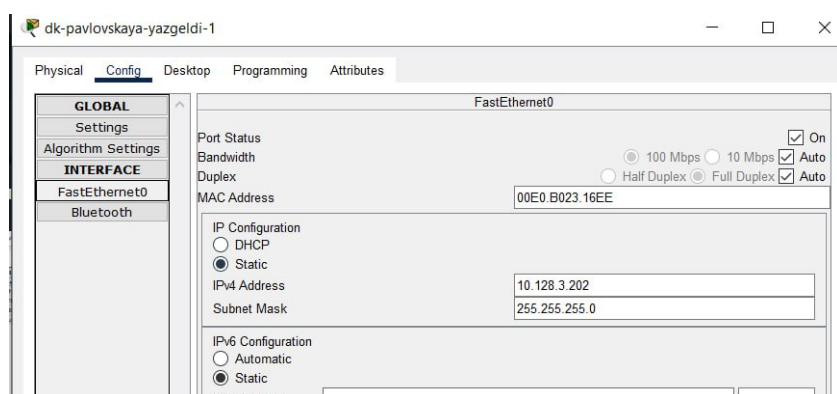 dk-pavlovskaya-yazgeldi-1
Physical Config Desktop Programming Attributes
GLOBAL
Settings
Algorithm Settings
INTERFACE
FastEthernet0
Bluetooth
FastEthernet0
Port Status On
Bandwidth 100 Mbps 10 Mbps Auto
Duplex Half Duplex Full Duplex Auto
MAC Address 00E0.B023.16EE
IP Configuration
DHCP
Static
IPv4 Address 10.128.3.202
Subnet Mask 255.255.255.0
IPv6 Configuration
Automatic
Static